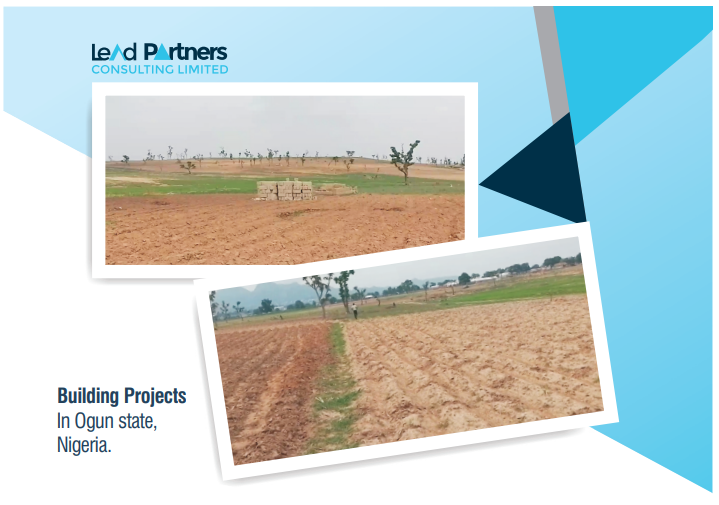 LeAd PArtners
CONSULTING LIMITED
Building Projects
In Ogun state,
Nigeria.